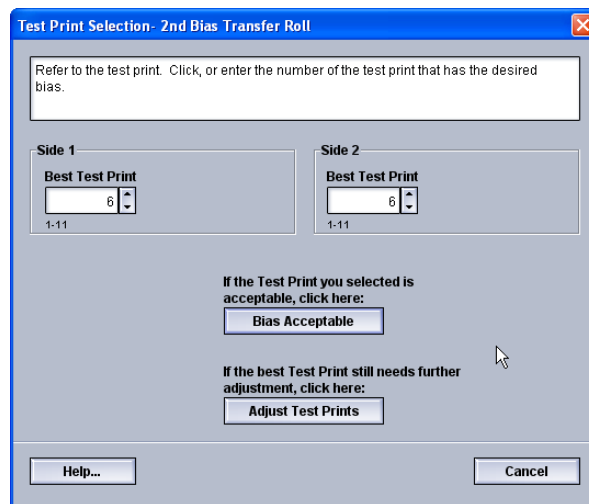 Test Print Selection- 2nd Bias Transfer Roll
Refer to the test print.  Click, or enter the number of the test print that has the desired
bias.
Side 1
Best Test Print
6
1-11
Side 2
Best Test Print
6
1-11
If the Test Print you selected is
acceptable, click here:
Bias Acceptable
If the best Test Print still needs further
adjustment, click here:
Adjust Test Prints
Help...
Cancel